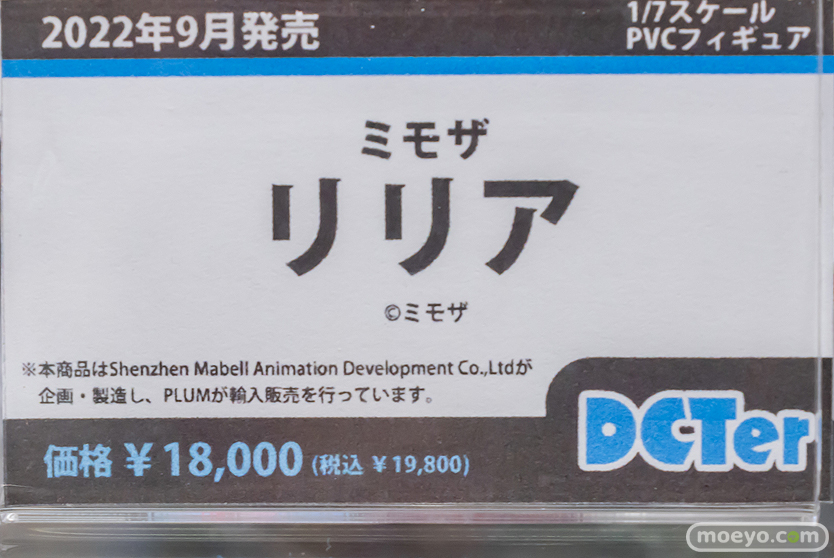 2022年9月発売
1/7スケール
PVCフィギュア
ミモザ
リリア
©ミモザ
※本商品はShenzhen Mabell Animation Development Co.,Ltdが
企画・製造し、PLUMが輸入販売を行っています。
価格 ¥18,000 (税込 ¥19,800)
DCTer
moeyo.com